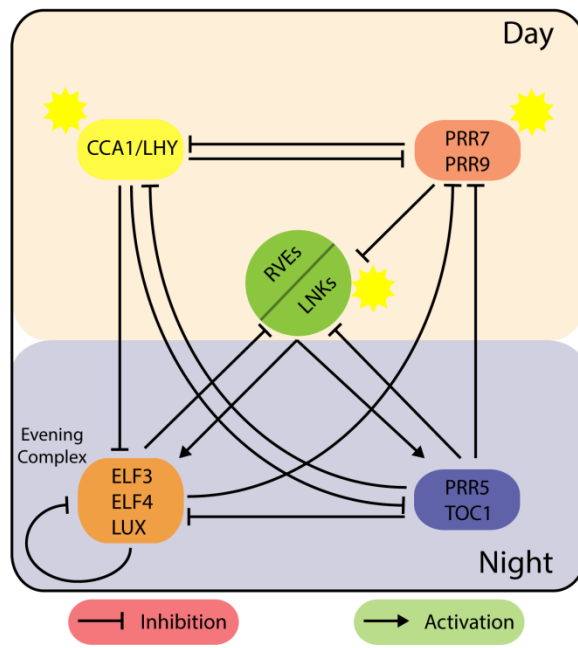 Day
CCA1/LHY
PRR7
PRR9
RVEs
LNKs
Evening
Complex
ELF3
ELF4
LUX
PRR5
TOC1
Night
Inhibition
Activation